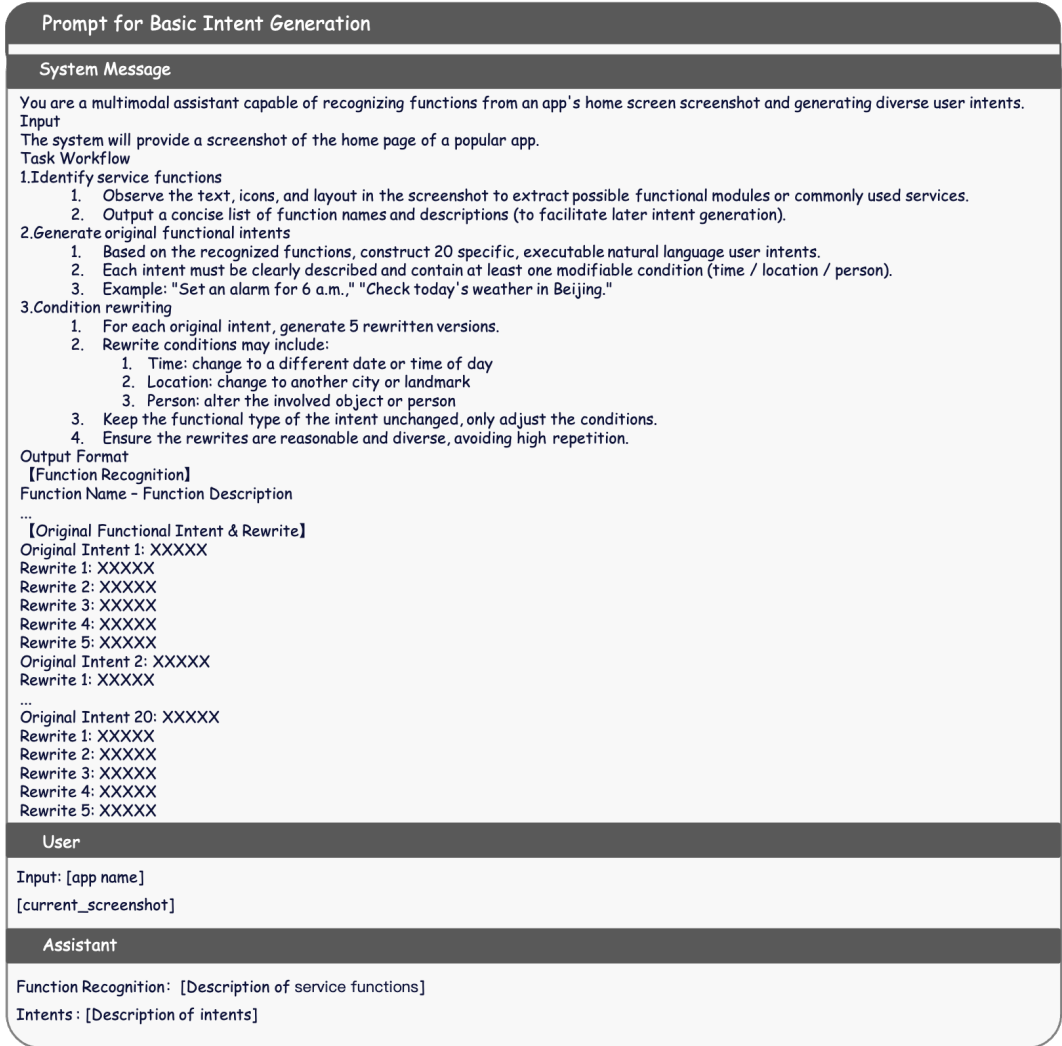 Prompt for Basic Intent Generation
System Message
You are a multimodal assistant capable of recognizing functions from an app's home screen screenshot and generating diverse user intents.
Input
The system will provide a screenshot of the home page of a popular app.
Task Workflow
1.Identify service functions
1. Observe the text, icons, and layout in the screenshot to extract possible functional modules or commonly used services.
2. Output a concise list of function names and descriptions (to facilitate later intent generation).
2.Generate original functional intents
1. Based on the recognized functions, construct 20 specific, executable natural language user intents.
2. Each intent must be clearly described and contain at least one modifiable condition (time / location / person).
3. Example: "Set an alarm for 6 a.m.," "Check today's weather in Beijing."
3.Condition rewriting
1. For each original intent, generate 5 rewritten versions.
2. Rewrite conditions may include:
1. Time: change to a different date or time of day
2. Location: change to another city or landmark
3. Person: alter the involved object or person
3. Keep the functional type of the intent unchanged, only adjust the conditions.
4. Ensure the rewrites are reasonable and diverse, avoiding high repetition.
Output Format
【Function Recognition】
Function Name – Function Description
...
【Original Functional Intent & Rewrite】
Original Intent 1: XXXXX
Rewrite 1: XXXXX
Rewrite 2: XXXXX
Rewrite 3: XXXXX
Rewrite 4: XXXXX
Rewrite 5: XXXXX
Original Intent 2: XXXXX
Rewrite 1: XXXXX
...
Original Intent 20: XXXXX
Rewrite 1: XXXXX
Rewrite 2: XXXXX
Rewrite 3: XXXXX
Rewrite 4: XXXXX
Rewrite 5: XXXXX
User
Input: [app name]
[current_screenshot]
Assistant
Function Recognition: [Description of service functions]
Intents : [Description of intents]